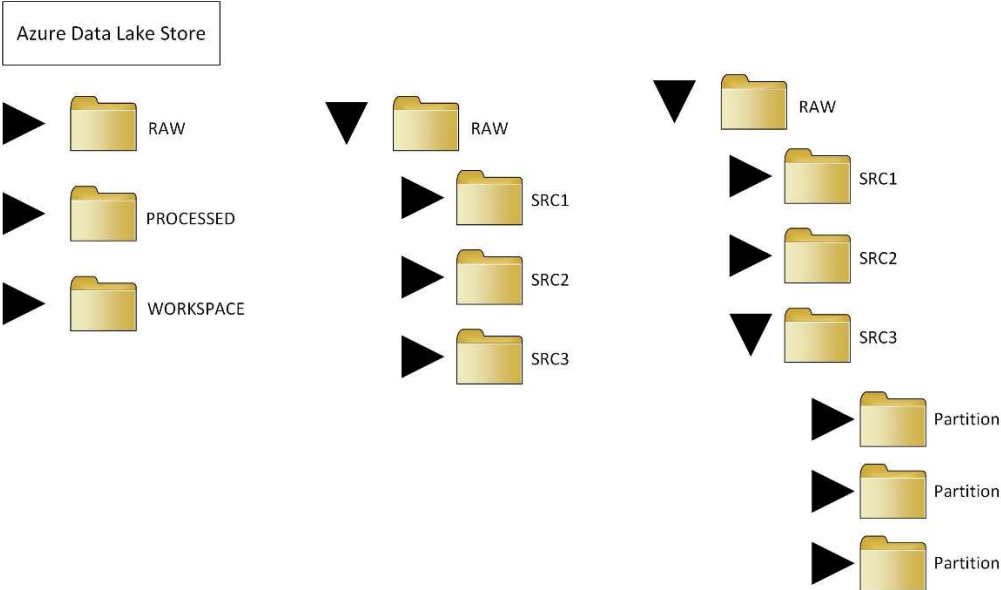 Azure Data Lake Store
RAW
PROCESSED
WORKSPACE
RAW
SRC1
SRC2
SRC3
RAW
SRC1
SRC2
SRC3
Partition
Partition
Partition